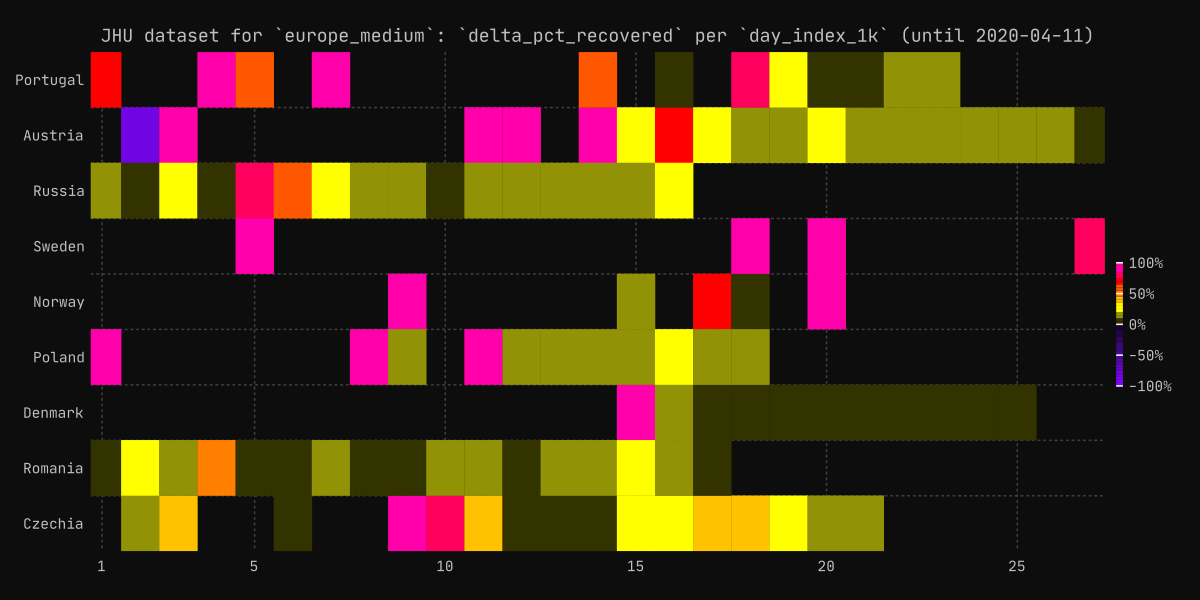 JHU dataset for `europe_medium`: `delta_pct_recovered` per `day_index_1k` (until 2020-04-11)
Portugal
Austria
Russia
Sweden
Norway
Poland
Denmark
Romania
Czechia
1 5 10 15 20 25
100%
50%
0%
-50%
-100%